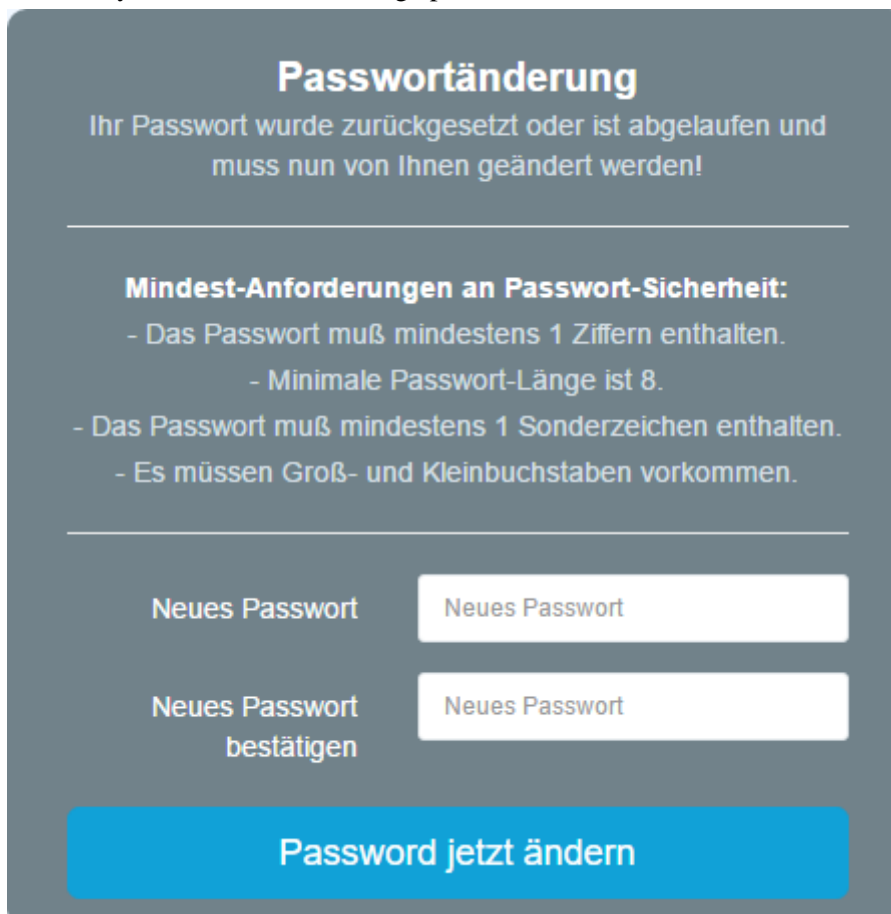 Passwortänderung
Ihr Passwort wurde zurückgesetzt oder ist abgelaufen und
muss nun von Ihnen geändert werden!
Mindest-Anforderungen an Passwort-Sicherheit:
- Das Passwort muß mindestens 1 Ziffern enthalten.
- Minimale Passwort-Länge ist 8.
- Das Passwort muß mindestens 1 Sonderzeichen enthalten.
- Es müssen Groß- und Kleinbuchstaben vorkommen.
Neues Passwort Neues Passwort
Neues Passwort Neues Passwort
bestätigen
Password jetzt ändern